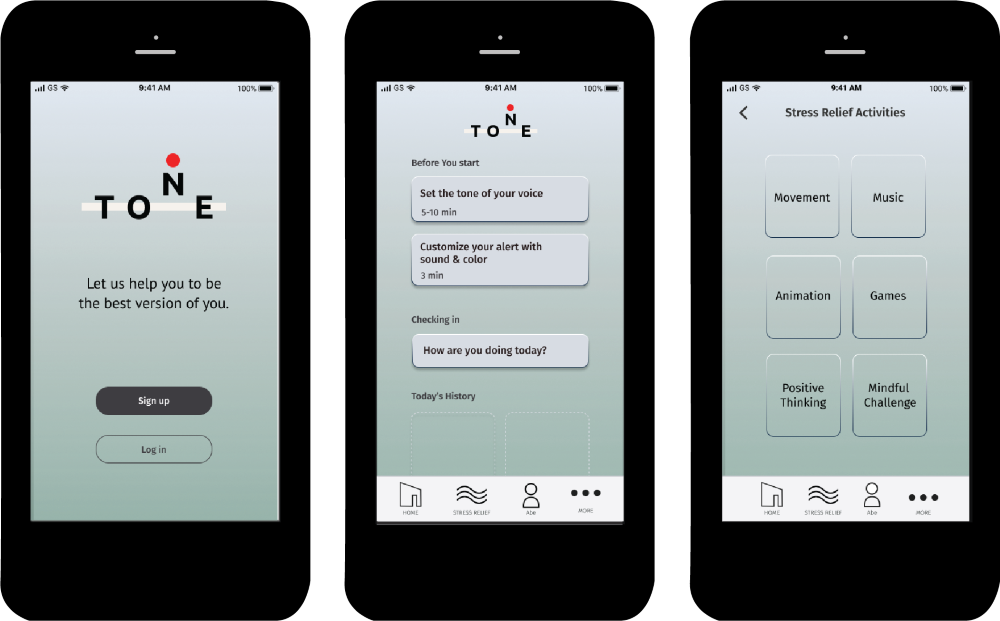 GS 9:41 AM 100%
TONE
Let us help you to be
the best version of you.
Sign up
Log in
GS 9:41 AM 100%
TONE
Before You start
Set the tone of your voice
5-10 min
Customize your alert with
sound & color
3 min
Checking in
How are you doing today?
Today's History
HOME STRESS RELIEF Abe MORE
GS 9:41 AM 100%
Stress Relief Activities
Movement Music
Animation Games
Positive Mindful
Thinking Challenge
HOME STRESS RELIEF Abe MORE